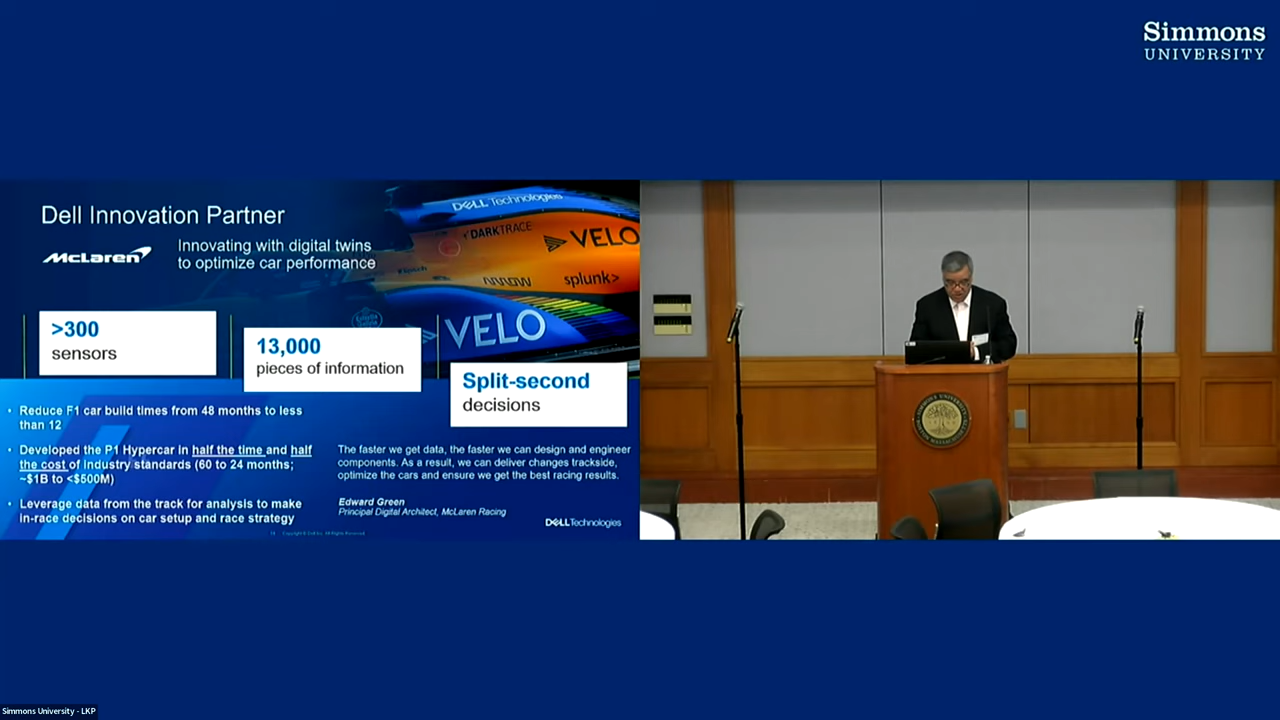 Simmons
UNIVERSITY
Dell Innovation Partner
McLaren
Innovating with digital twins
to optimize car performance
DELL Technologies
DARKTRACE
VELO
ARROW
splunk>
VELO
>300
sensors
13,000
pieces of information
Split-second
decisions
• Reduce F1 car build times from 48 months to less
than 12
• Developed the P1 Hypercar in half the time and half
the cost of industry standards (60 to 24 months;
~$1B to <$500M)
• Leverage data from the track for analysis to make
in-race decisions on car setup and race strategy
The faster we get data, the faster we can design and engineer
components. As a result, we can deliver changes trackside,
optimize the cars and ensure we get the best racing results.
Edward Green
Principal Digital Architect, McLaren Racing
DELL Technologies
Simmons University - LKP